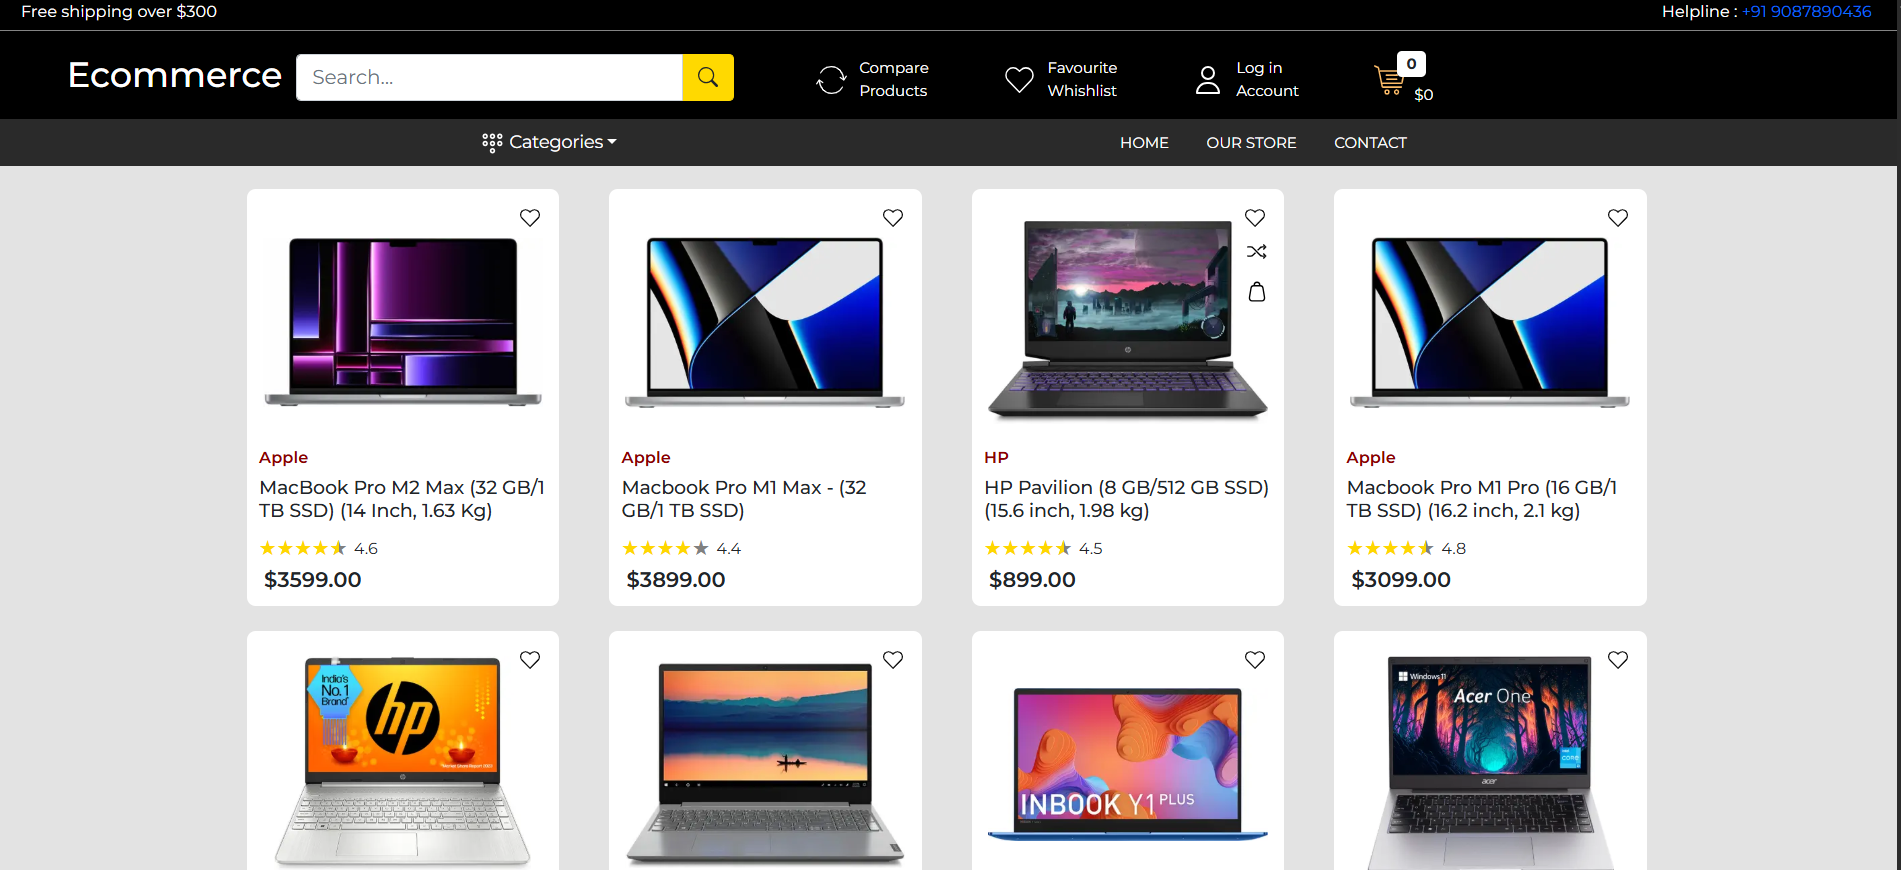 Free shipping over $300
Helpline : +91 9087890436
Ecommerce
Search...
Compare
Products
Favourite
Whishlist
Log in
Account
0
$0
Categories
HOME
OUR STORE
CONTACT
Apple
MacBook Pro M2 Max (32 GB/1
TB SSD) (14 Inch, 1.63 Kg)
4.6
$3599.00
Apple
Macbook Pro M1 Max - (32
GB/1 TB SSD)
4.4
$3899.00
HP
HP Pavilion (8 GB/512 GB SSD)
(15.6 inch, 1.98 kg)
4.5
$899.00
Apple
Macbook Pro M1 Pro (16 GB/1
TB SSD) (16.2 inch, 2.1 kg)
4.8
$3099.00
India's
No.1
Brand
hp
INBOOK Y1 PLUS
Windows 11
Acer One
CORE
acer